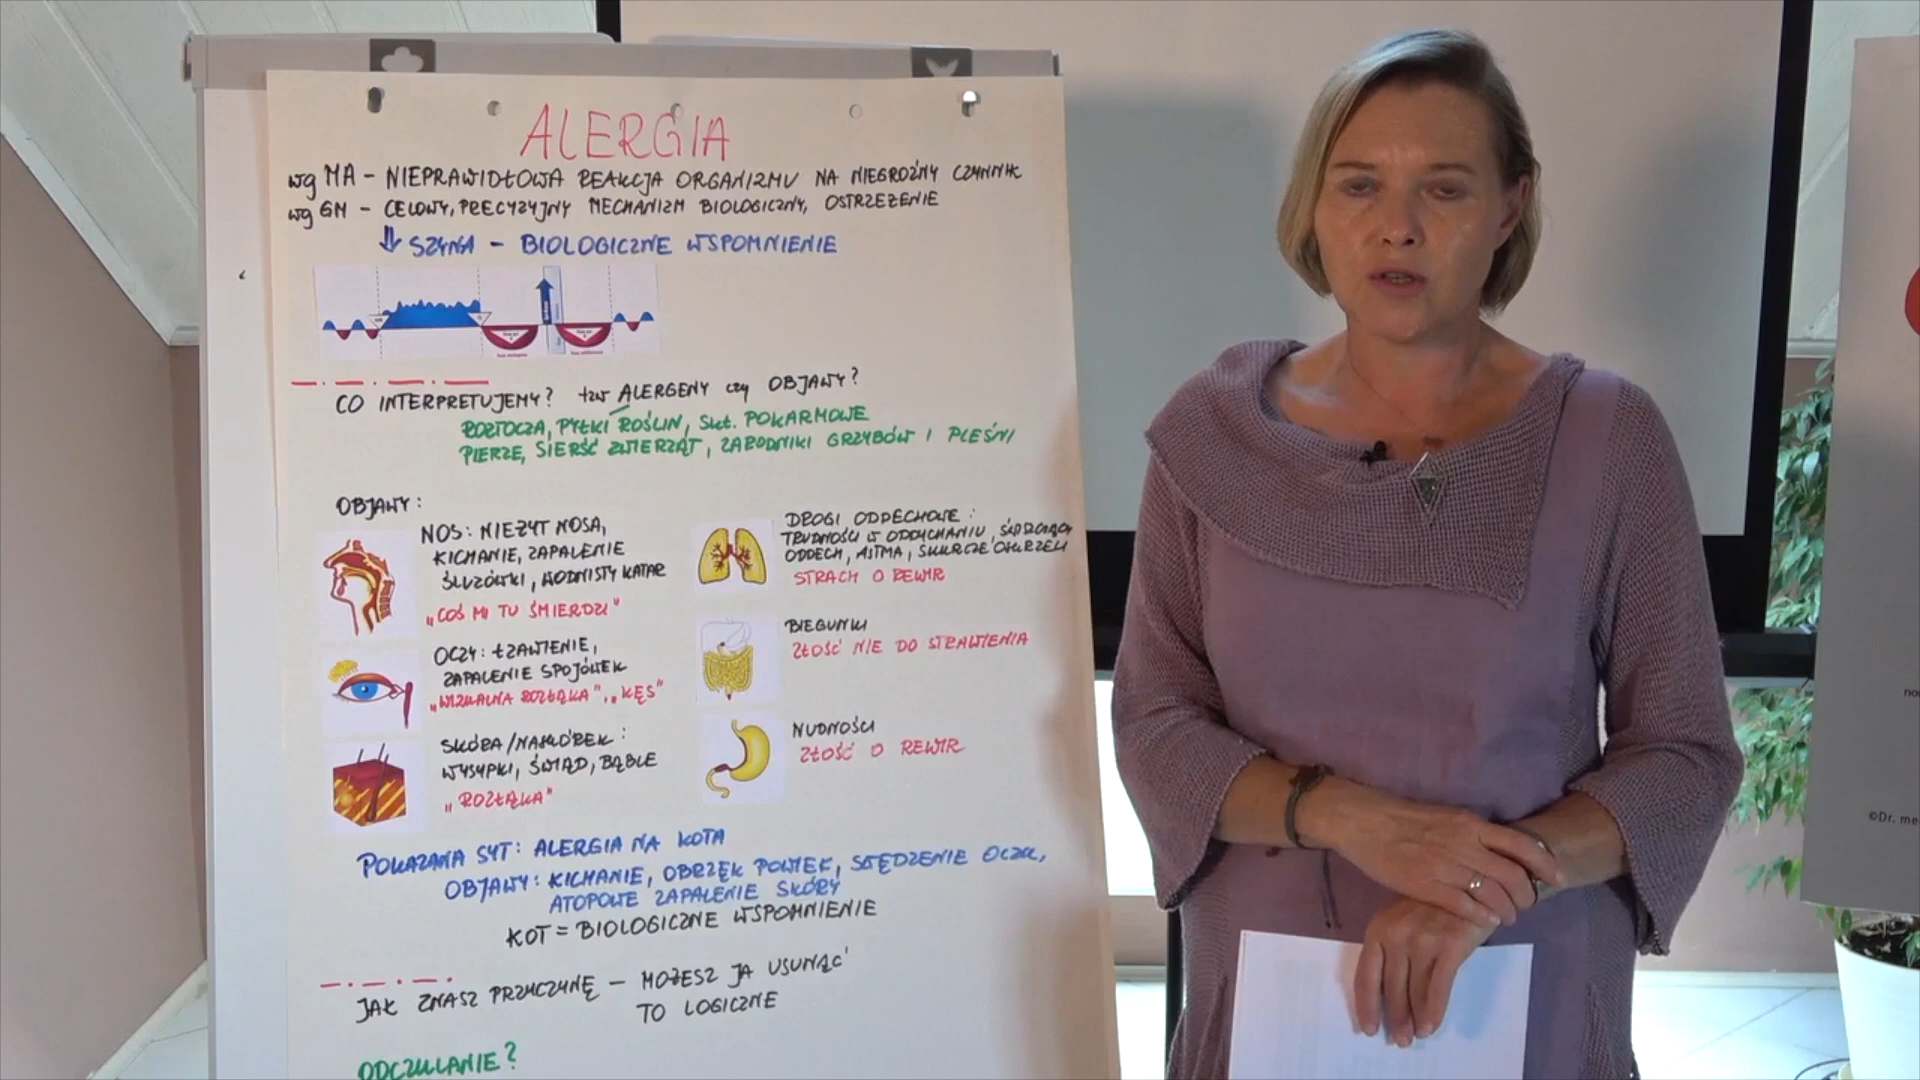 ALERGIA
wg MA - NIEPRAWIDŁOWA REAKCJA ORGANIZMU NA NIEGROŹNY CZYNNIK
wg GM - CELOWY, PRECYZYJNY MECHANIZM BIOLOGICZNY, OSTRZEŻENIE
⇓ SZYNA - BIOLOGICZNE WSPOMNIENIE
CO INTERPRETUJEMY? tzw ALERGENY czy OBJAWY?
ROZTOCZA, PYŁKI ROŚLIN, SKŁ. POKARMOWE
PIERZE, SIERŚĆ ZWIERZĄT, ZARODNIKI GRZYBÓW I PLEŚNI
OBJAWY:
NOS: NIEŻYT NOSA,
KICHANIE, ZAPALENIE
ŚLUZÓWKI, WODNISTY KATAR
"COŚ MI TU ŚMIERDZI"
OCZY: ŁZAWIENIE,
ZAPALENIE SPOJÓWEK
"WIZUALNA ROZŁĄKA", "KĘS"
SKÓRA/NASKÓREK:
WYSYPKI, ŚWIĄD, BĄBLE
"ROZŁĄKA"
DROGI ODDECHOWE:
TRUDNOŚCI W ODDYCHANIU, ŚWISZCZĄCY
ODDECH, ASTMA, SKURCZE OSKRZELI
STRACH O REWIR
BIEGUNKI
ZŁOŚĆ NIE DO STRAWIENIA
NUDNOŚCI
ZŁOŚĆ O REWIR
POKAZANA SYT: ALERGIA NA KOTA
OBJAWY: KICHANIE, OBRZĘK POWIEK, SWĘDZENIE OCZU,
ATOPOWE ZAPALENIE SKÓRY
KOT = BIOLOGICZNE WSPOMNIENIE
JAK ZNASZ PRZYCZYNĘ - MOŻESZ JĄ USUNĄĆ
TO LOGICZNE
ODCZULANIE?
©Dr. me